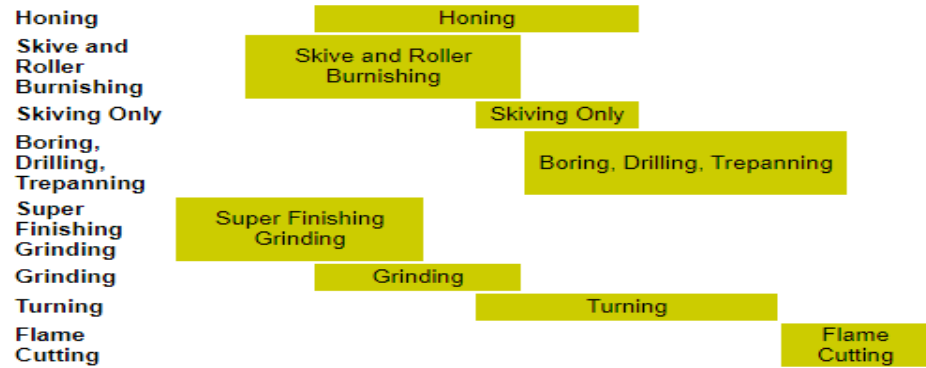 Honing
Honing
Skive and
Roller
Burnishing
Skive and Roller
Burnishing
Skiving Only
Skiving Only
Boring,
Drilling,
Trepanning
Boring, Drilling, Trepanning
Super
Finishing
Grinding
Super Finishing
Grinding
Grinding
Grinding
Turning
Turning
Flame
Cutting
Flame
Cutting